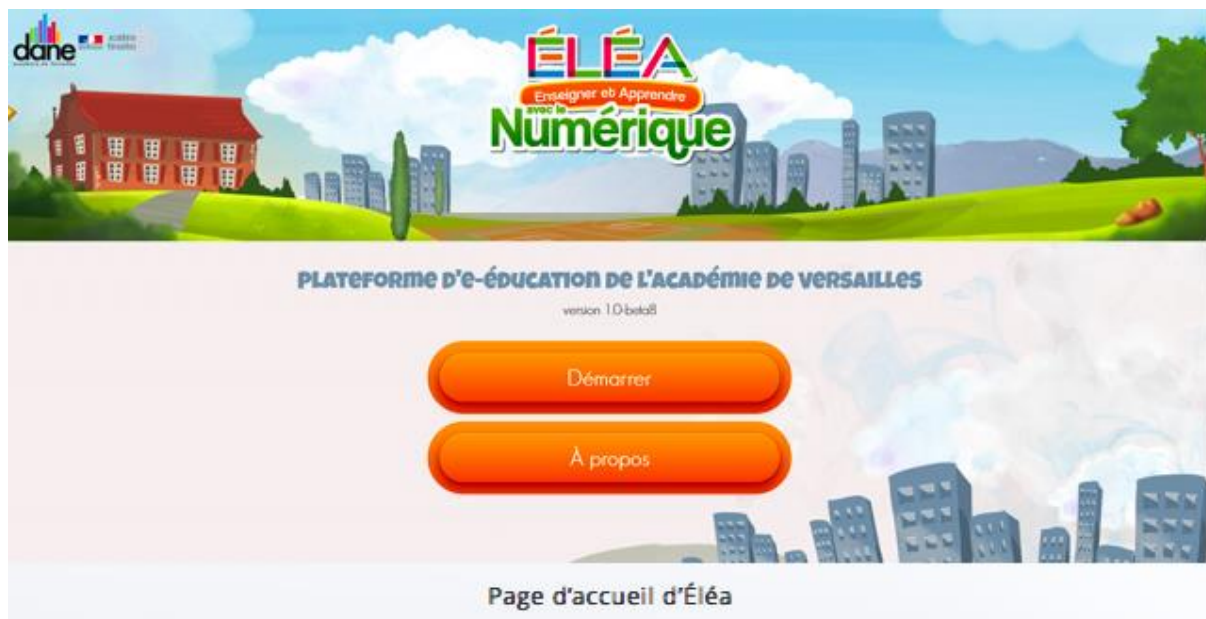 dane
ÉLÉA
Enseigner et Apprendre
avec le
Numérique
PLATEFORME D'E-ÉDUCATION DE L'ACADÉMIE DE VERSAILLES
version 1.0-beta8
Démarrer
À propos
Page d'accueil d'Éléa